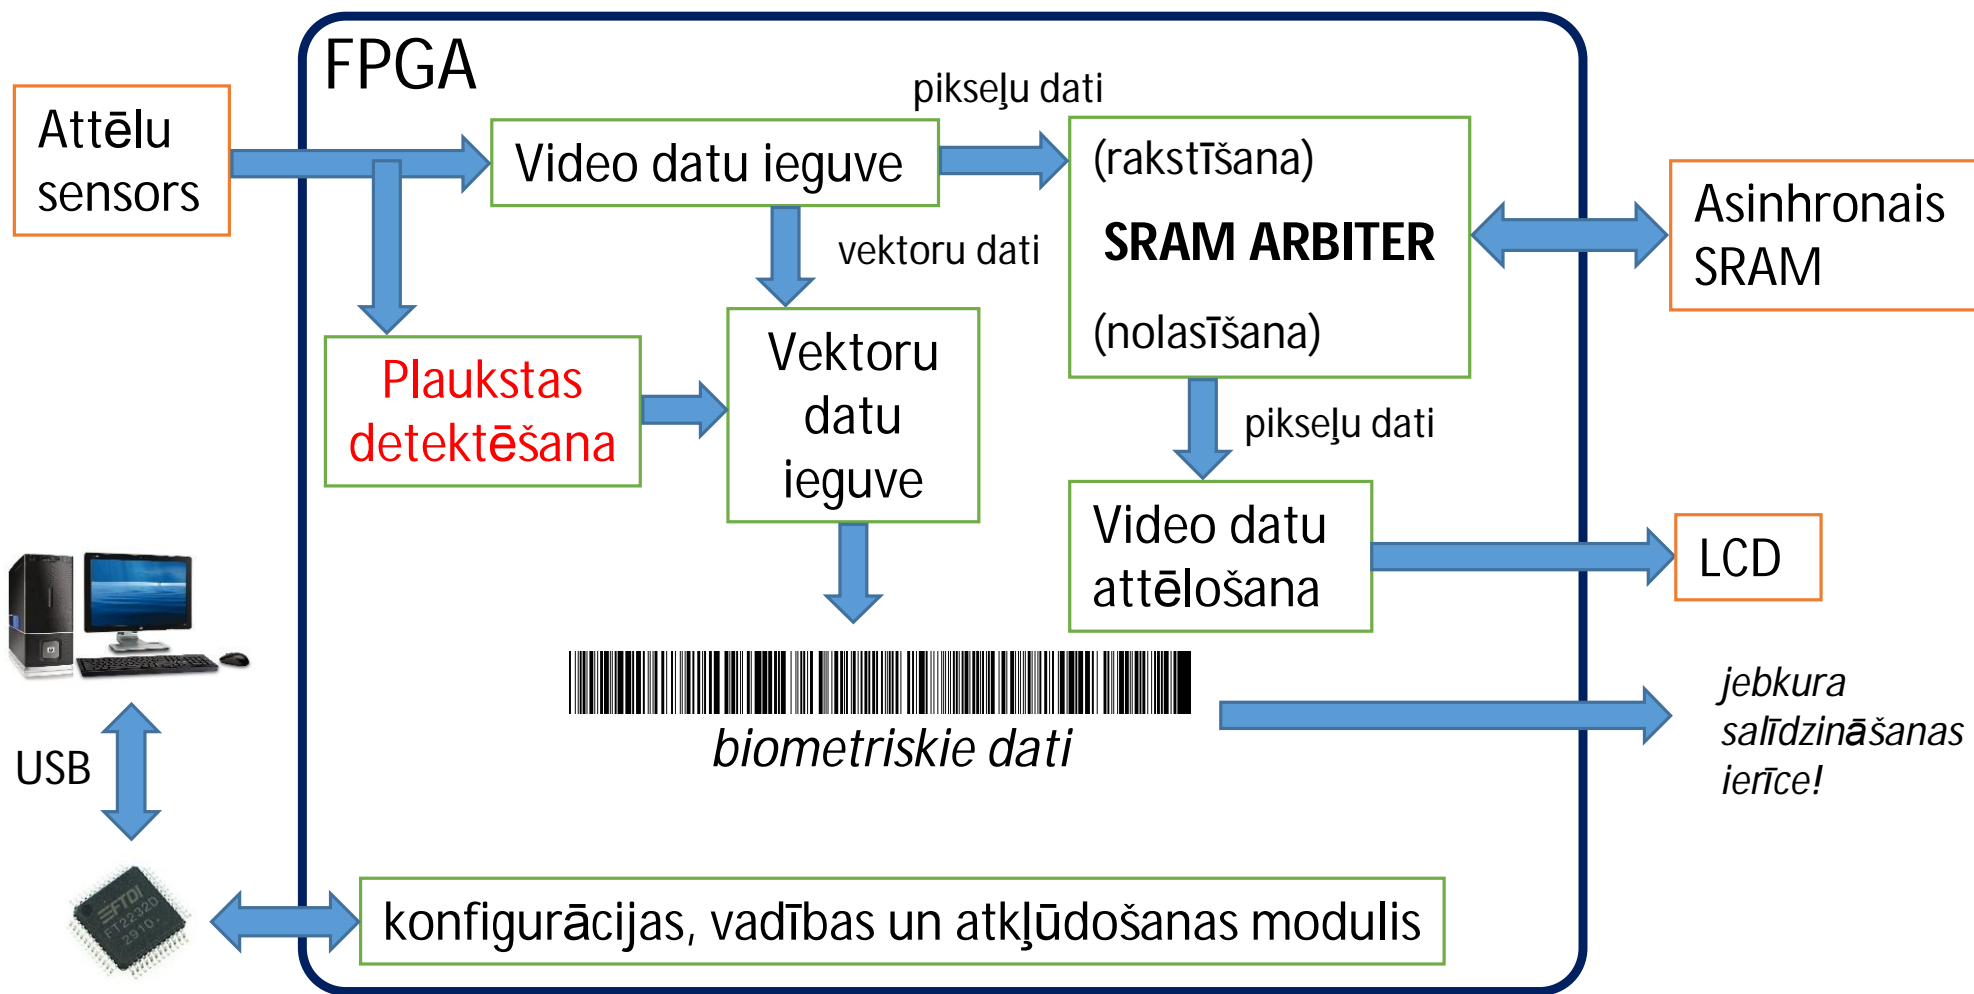 FPGA
Attēlu
sensors
Video datu ieguve
pikseļu dati
(rakstīšana)
SRAM ARBITER
(nolasīšana)
Asinhronais
SRAM
vektoru dati
Plaukstas
detektēšana
Vektoru
datu
ieguve
pikseļu dati
Video datu
attēlošana
LCD
biometriskie dati
jebkura
salīdzināšanas
ierīce!
USB
FTDI
FT2232D
2910
konfigurācijas, vadības un atkļūdošanas modulis